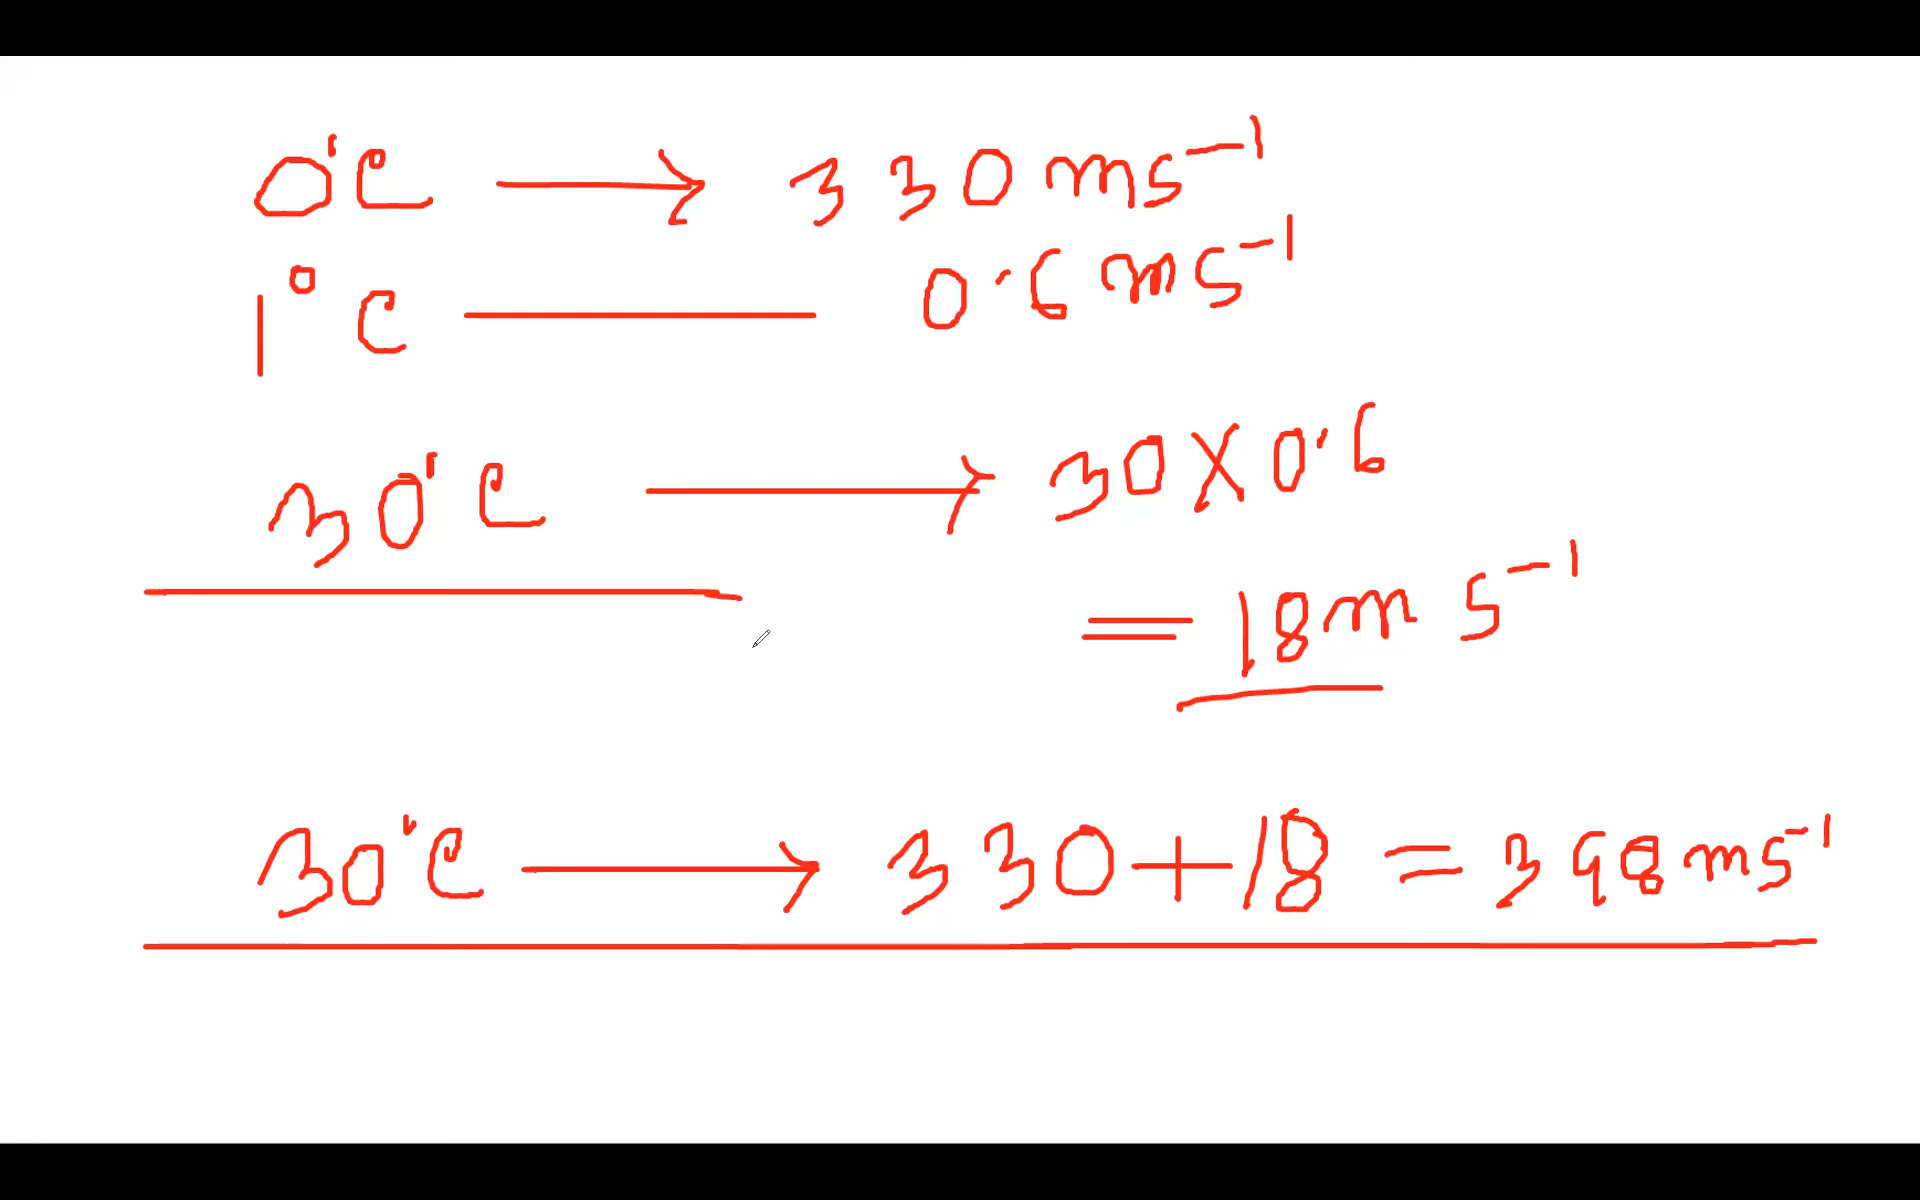 0°C → 330 ms⁻¹
1°C — 0.6 ms⁻¹
30°C → 30 X 0.6
= 18 m s⁻¹
30°C → 330 + 18 = 348 ms⁻¹